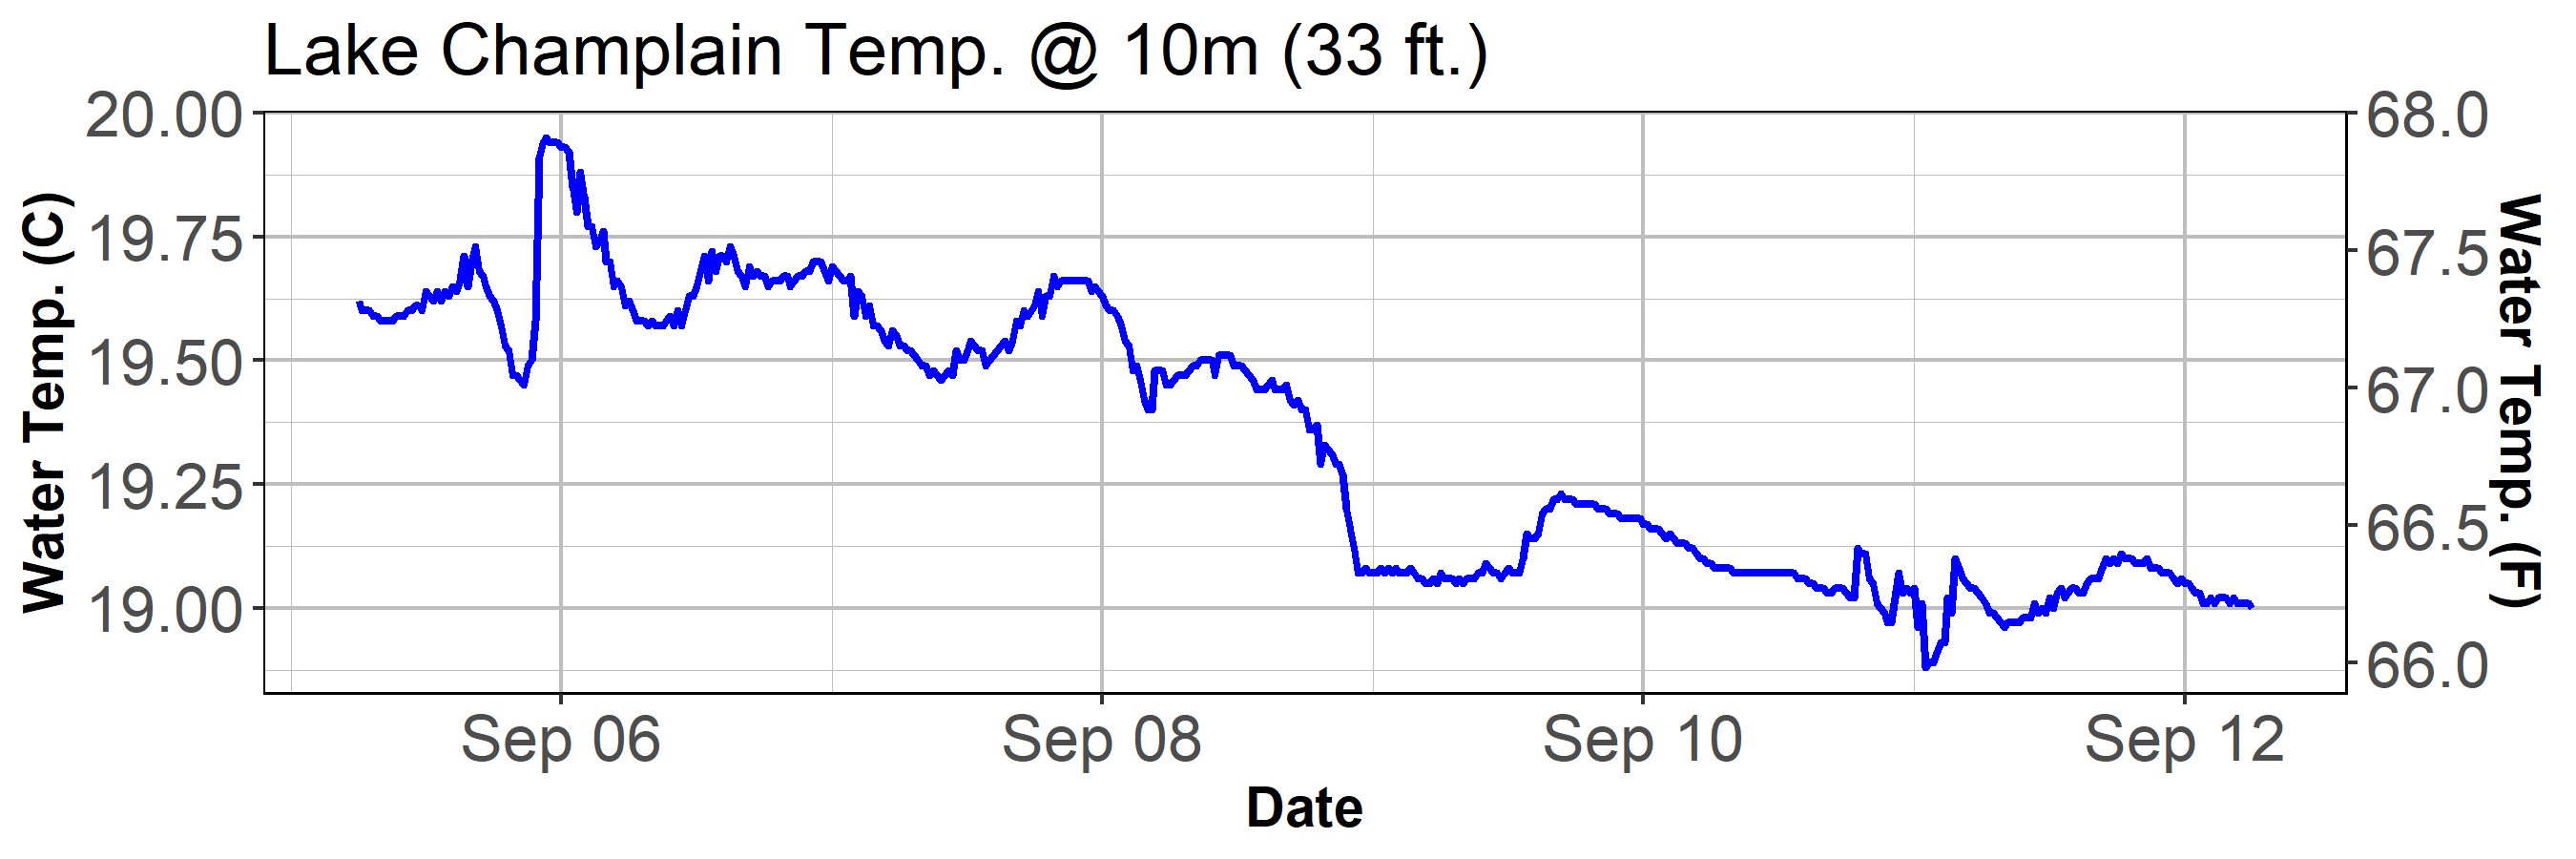 Lake Champlain Temp. @ 10m (33 ft.)
Water Temp. (C)
20.00
19.75
19.50
19.25
19.00
68.0
67.5
67.0
66.5
66.0
Water Temp. (F)
Sep 06
Sep 08
Sep 10
Sep 12
Date